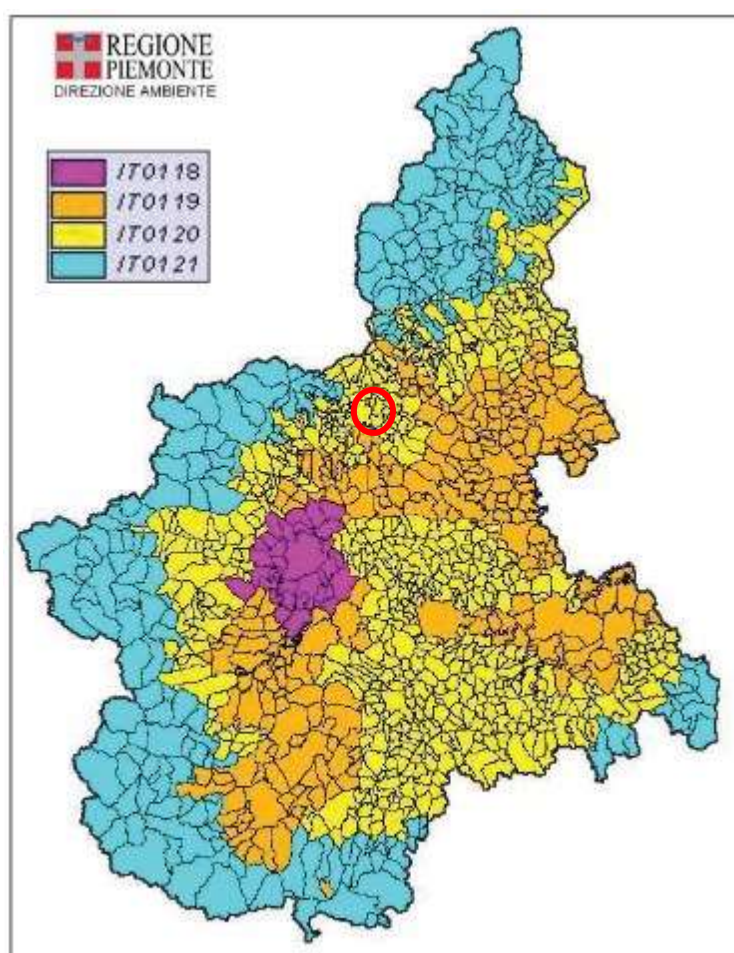 REGIONE
PIEMONTE
DIREZIONE AMBIENTE
IT0118
IT0119
IT0120
IT0121